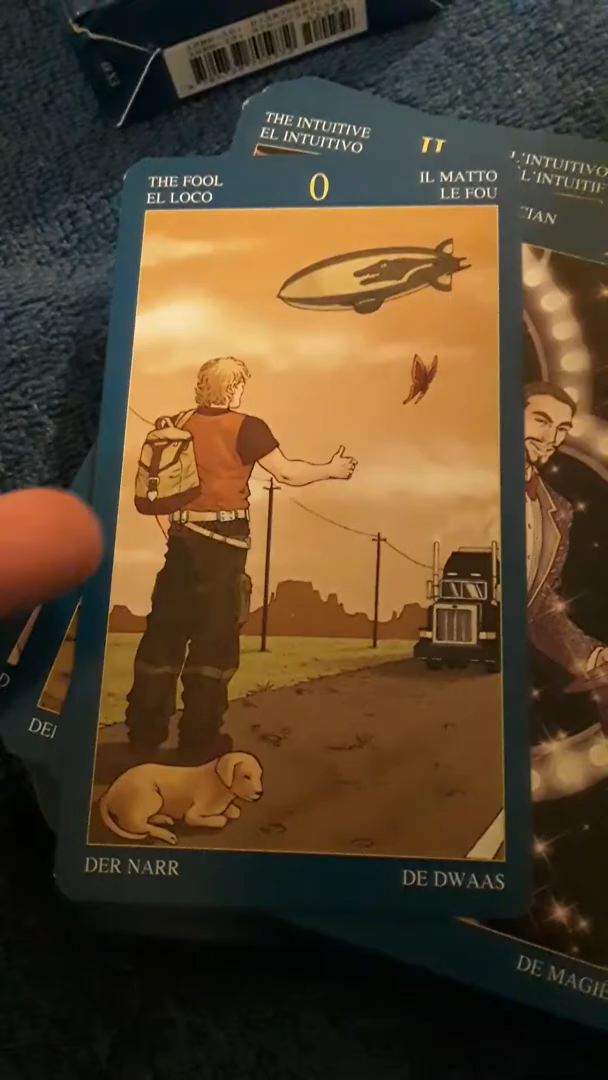 THE INTUITIVE
EL INTUITIVO
II
L'INTUITIVO
THE FOOL
EL LOCO
0
IL MATTO
LE FOU
DER NARR
DE DWAAS